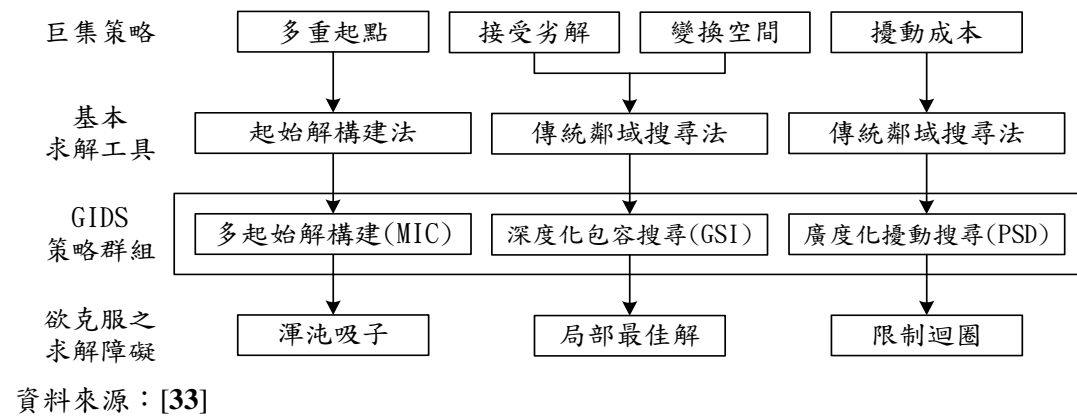 巨集策略 多重起點 接受劣解 變換空間 擾動成本
基本
求解工具 起始解構建法 傳統鄰域搜尋法 傳統鄰域搜尋法
GIDS
策略群組 多起始解構建(MIC) 深度化包容搜尋(GSI) 廣度化擾動搜尋(PSD)
欲克服之
求解障礙 渾沌吸子 局部最佳解 限制迴圈
資料來源：[33]